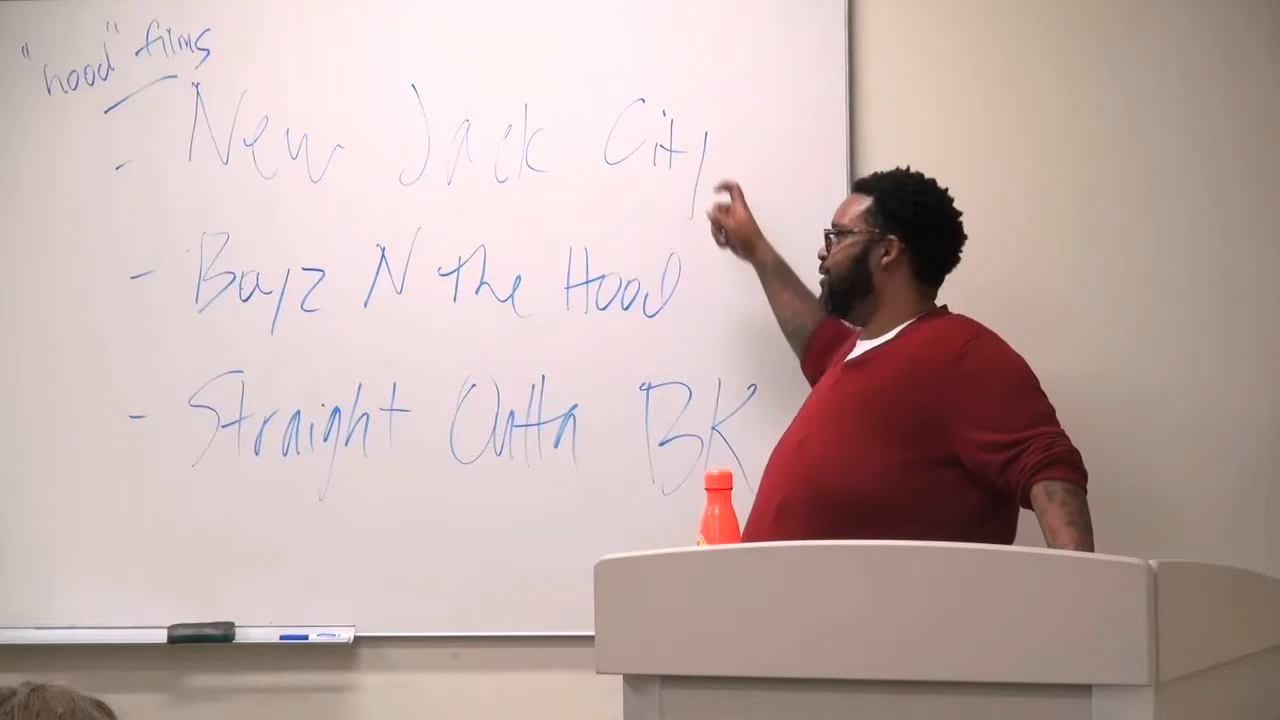 "hood" films
- New Jack City
- Boyz N the Hood
- Straight Outta BK